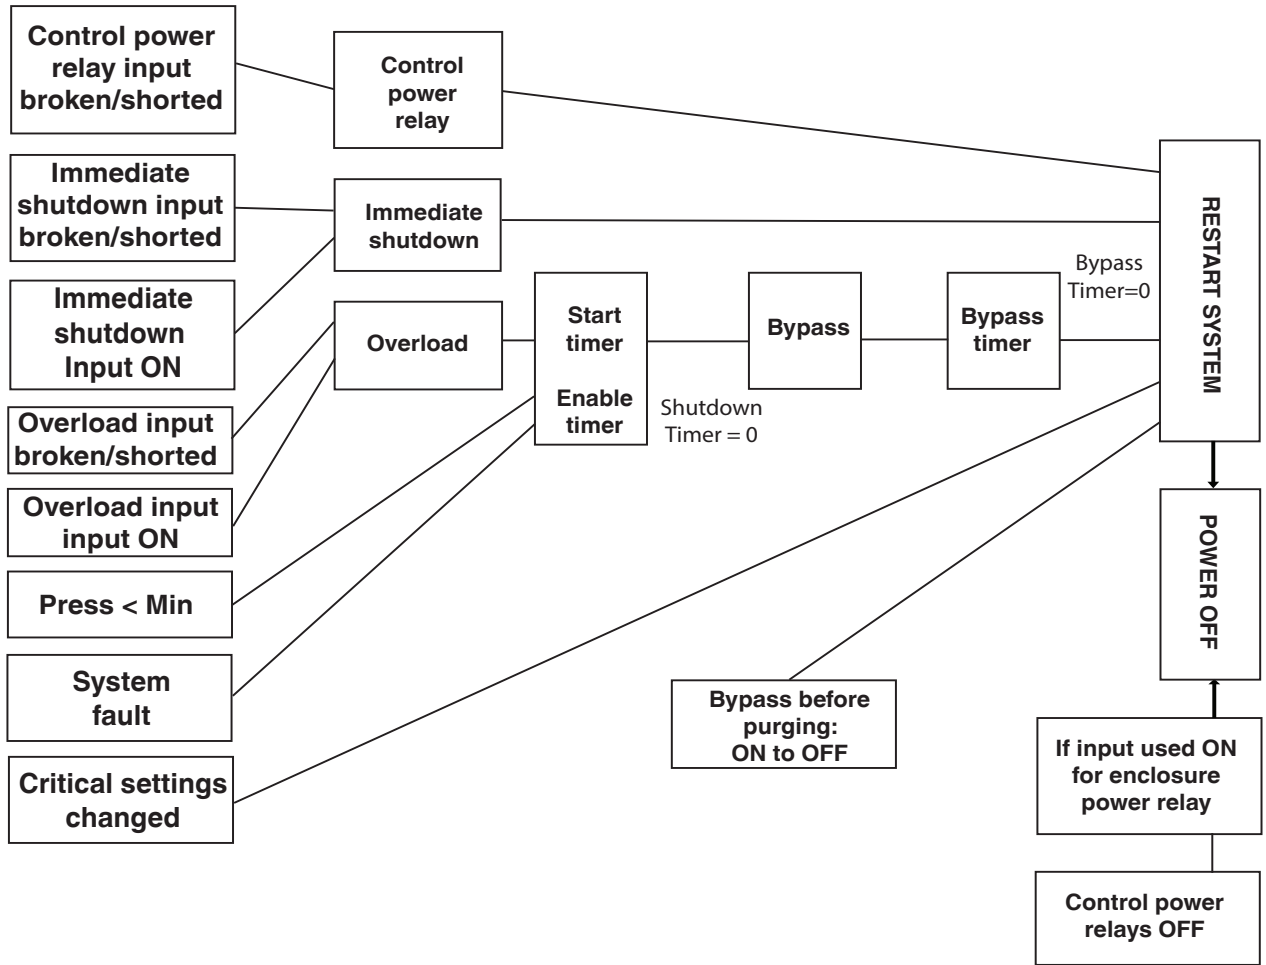 Control power
relay input
broken/shorted
Control
power
relay
Immediate
shutdown input
broken/shorted
Immediate
shutdown
Immediate
shutdown
Input ON
Overload
Start
timer
Enable
timer
Shutdown
Timer = 0
Bypass
Bypass
timer
Bypass
Timer=0
RESTART SYSTEM
Overload input
broken/shorted
Overload input
input ON
Press < Min
System
fault
Critical settings
changed
Bypass before
purging:
ON to OFF
POWER OFF
If input used ON
for enclosure
power relay
Control power
relays OFF